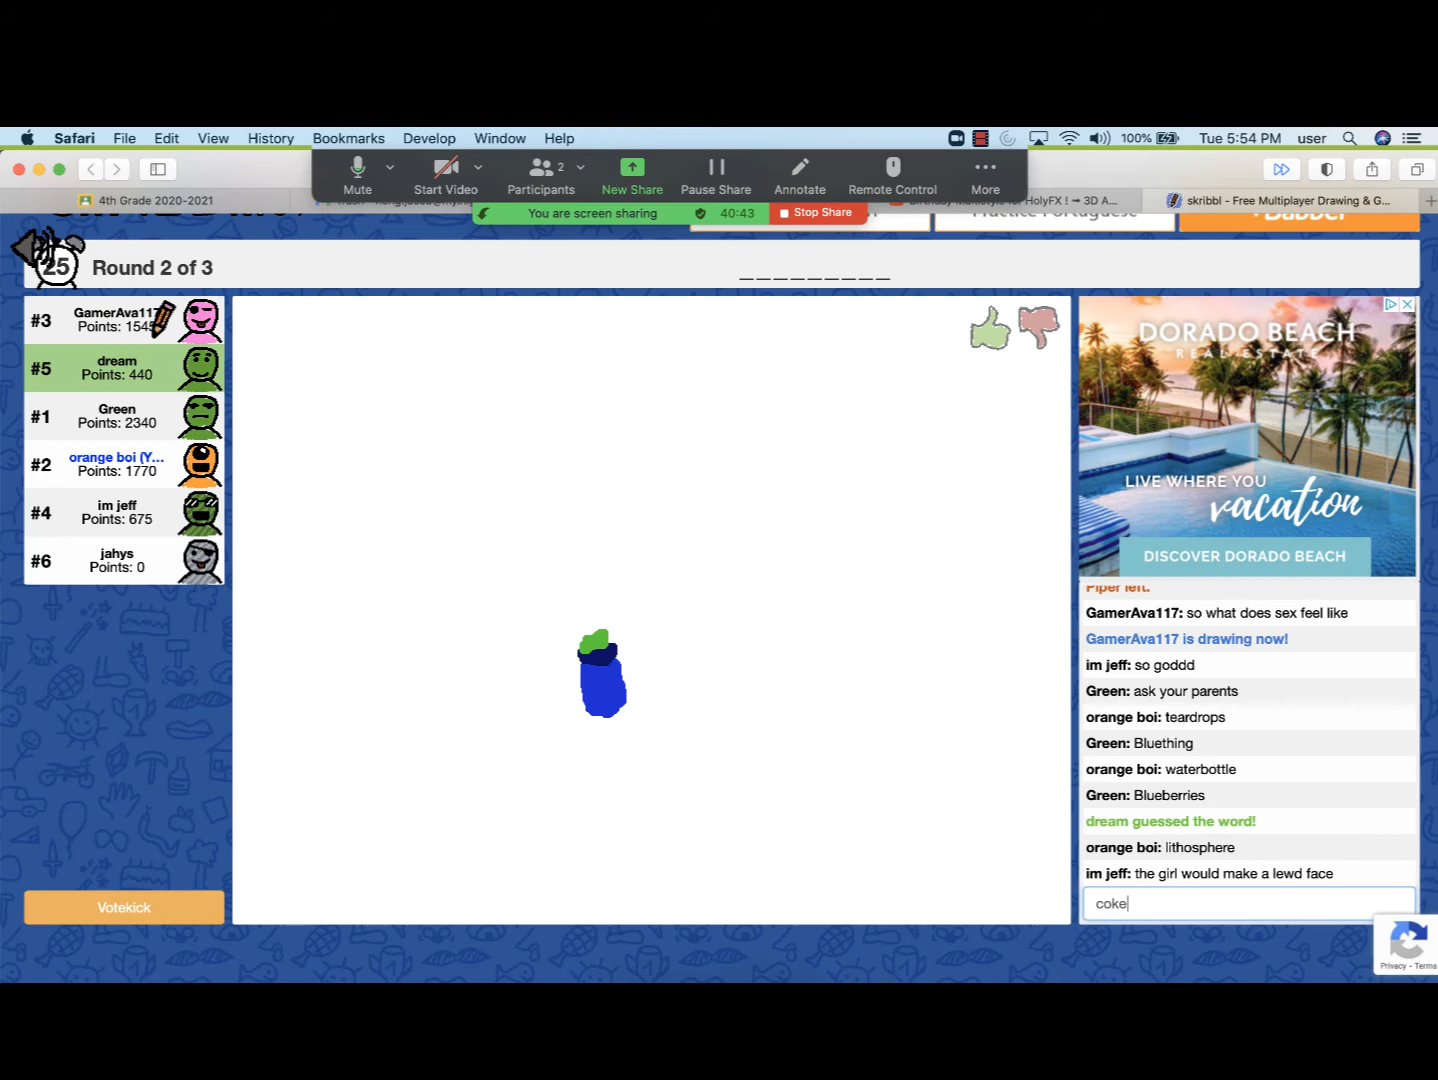 Safari File Edit View History Bookmarks Develop Window Help
100% Tue 5:54 PM user
Mute Start Video Participants 2 New Share Pause Share Annotate Remote Control More
4th Grade 2020-2021
HolyFX ! → 3D A...
skribbl - Free Multiplayer Drawing & G...
You are screen sharing 40:43 Stop Share
25 Round 2 of 3
_ _ _ _ _ _ _ _ _
#3 GamerAva117
Points: 1545
#5 dream
Points: 440
#1 Green
Points: 2340
#2 orange boi (Y...
Points: 1770
#4 im jeff
Points: 675
#6 jahys
Points: 0
Votekick
DORADO BEACH
REAL ESTATE
LIVE WHERE YOU
vacation
DISCOVER DORADO BEACH
Piper left.
GamerAva117: so what does sex feel like
GamerAva117 is drawing now!
im jeff: so goddd
Green: ask your parents
orange boi: teardrops
Green: Bluething
orange boi: waterbottle
Green: Blueberries
dream guessed the word!
orange boi: lithosphere
im jeff: the girl would make a lewd face
coke
Privacy - Terms